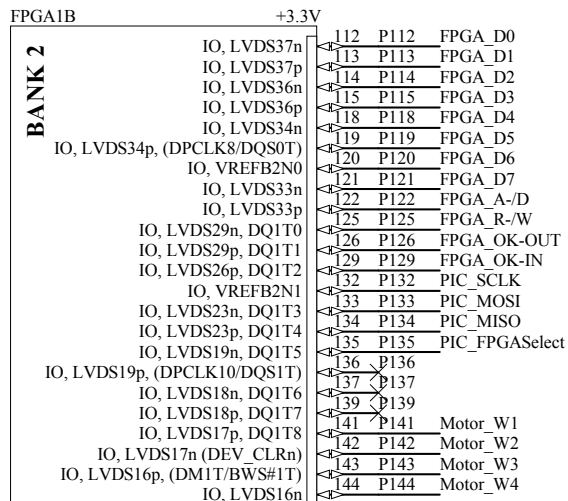 FPGA1B +3.3V
BANK 2
IO, LVDS37n 112 P112 FPGA_D0
IO, LVDS37p 113 P113 FPGA_D1
IO, LVDS36n 114 P114 FPGA_D2
IO, LVDS36p 115 P115 FPGA_D3
IO, LVDS34n 118 P118 FPGA_D4
IO, LVDS34p, (DPCLK8/DQS0T) 119 P119 FPGA_D5
IO, VREFB2N0 120 P120 FPGA_D6
IO, LVDS33n 121 P121 FPGA_D7
IO, LVDS33p 122 P122 FPGA_A-/D
IO, LVDS29n, DQ1T0 125 P125 FPGA_R-/W
IO, LVDS29p, DQ1T1 126 P126 FPGA_OK-OUT
IO, LVDS26p, DQ1T2 129 P129 FPGA_OK-IN
IO, VREFB2N1 132 P132 PIC_SCLK
IO, LVDS23n, DQ1T3 133 P133 PIC_MOSI
IO, LVDS23p, DQ1T4 134 P134 PIC_MISO
IO, LVDS19n, DQ1T5 135 P135 PIC_FPGASelect
IO, LVDS19p, (DPCLK10/DQS1T) 136 P136
IO, LVDS18n, DQ1T6 137 P137
IO, LVDS18p, DQ1T7 139 P139
IO, LVDS17p, DQ1T8 141 P141 Motor_W1
IO, LVDS17n (DEV_CLRn) 142 P142 Motor_W2
IO, LVDS16p, (DM1T/BWS#1T) 143 P143 Motor_W3
IO, LVDS16n 144 P144 Motor_W4